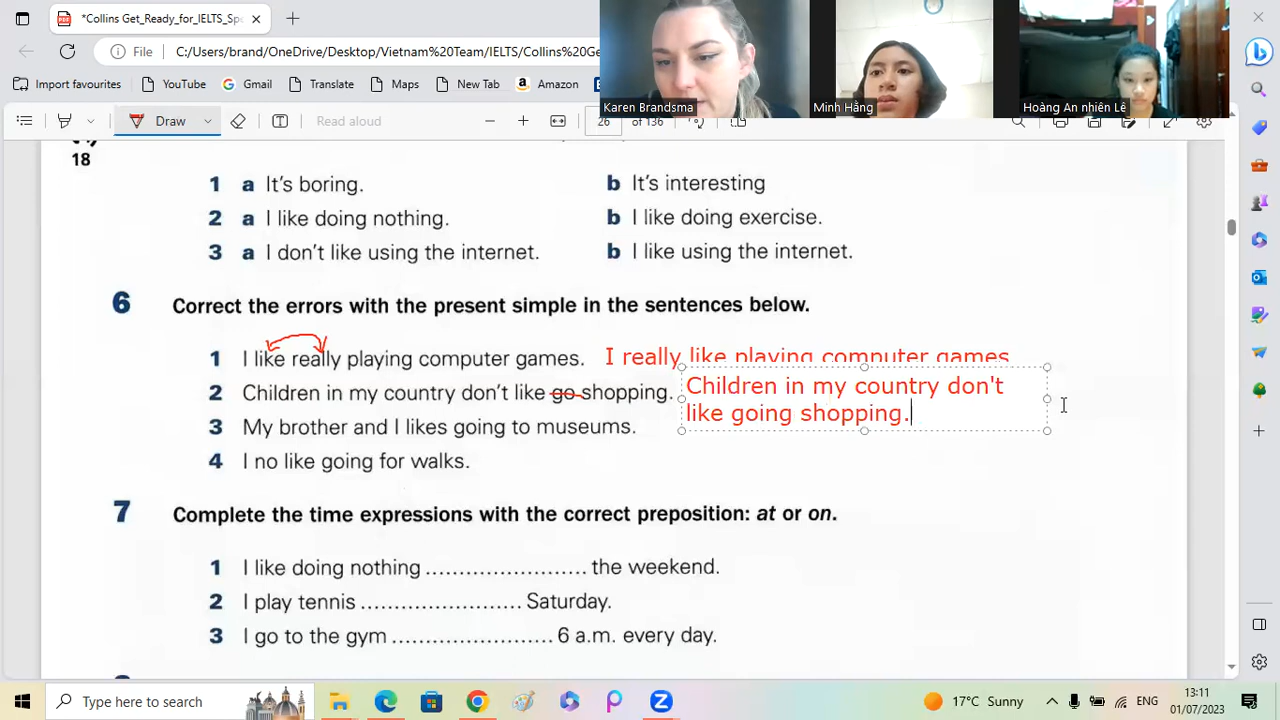 *Collins Get_Ready_for_IELTS_Sp
File
C:/Users/brand/OneDrive/Desktop/Vietnam%20Team/IELTS/Collins%20Ge
Import favourites YouTube Gmail Translate New Tab Amazon
Karen Brandsma
Minh Hằng
Hoàng An nhiên Lê
Draw
Read aloud
26 of 136
18
1 a It's boring. b It's interesting
2 a I like doing nothing. b I like doing exercise.
3 a I don't like using the internet. b I like using the internet.
6 Correct the errors with the present simple in the sentences below.
1 I like really playing computer games. I really like playing computer games
2 Children in my country don't like go shopping. Children in my country don't
like going shopping.
3 My brother and I likes going to museums.
4 I no like going for walks.
7 Complete the time expressions with the correct preposition: at or on.
1 I like doing nothing ........................ the weekend.
2 I play tennis ........................ Saturday.
3 I go to the gym ........................ 6 a.m. every day.
Type here to search
17°C Sunny
ENG
13:11
01/07/2023